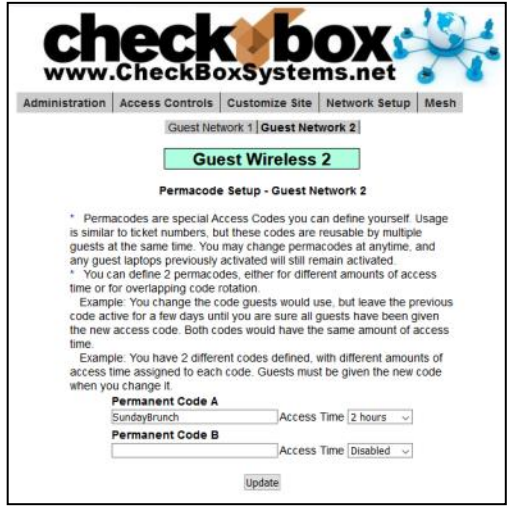 check box
www.CheckBoxSystems.net
Administration Access Controls Customize Site Network Setup Mesh
Guest Network 1 Guest Network 2
Guest Wireless 2
Permacode Setup - Guest Network 2
* Permacodes are special Access Codes you can define yourself. Usage
is similar to ticket numbers, but these codes are reusable by multiple
guests at the same time. You may change permacodes at anytime, and
any guest laptops previously activated will still remain activated.
* You can define 2 permacodes, either for different amounts of access
time or for overlapping code rotation.
Example: You change the code guests would use, but leave the previous
code active for a few days until you are sure all guests have been given
the new access code. Both codes would have the same amount of access
time.
Example: You have 2 different codes defined, with different amounts of
access time assigned to each code. Guests must be given the new code
when you change it.
Permanent Code A
SundayBrunch Access Time 2 hours
Permanent Code B
Access Time Disabled
Update